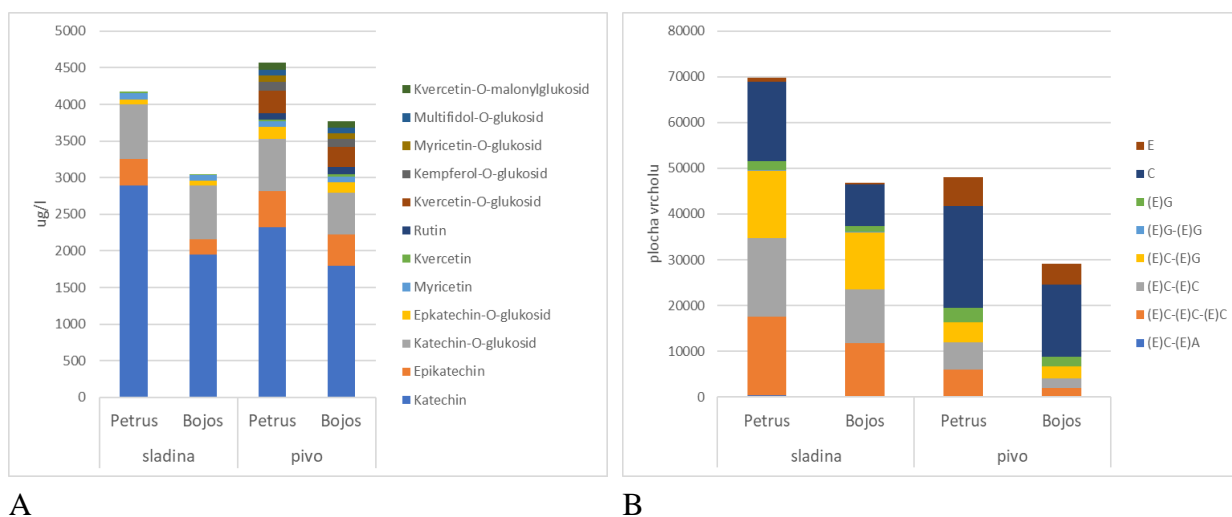 5000
4500
4000
3500
3000
2500
2000
1500
1000
500
0
ug/l
Petrus Bojos Petrus Bojos
sladina pivo
Kvercetin-O-malonylglukosid
Multifidol-O-glukosid
Myricetin-O-glukosid
Kempferol-O-glukosid
Kvercetin-O-glukosid
Rutin
Kvercetin
Myricetin
Epkatechin-O-glukosid
Katechin-O-glukosid
Epikatechin
Katechin
A
80000
70000
60000
50000
40000
30000
20000
10000
0
plocha vrcholu
Petrus Bojos Petrus Bojos
sladina pivo
E
C
(E)G
(E)G-(E)G
(E)C-(E)G
(E)C-(E)C
(E)C-(E)C-(E)C
(E)C-(E)A
B